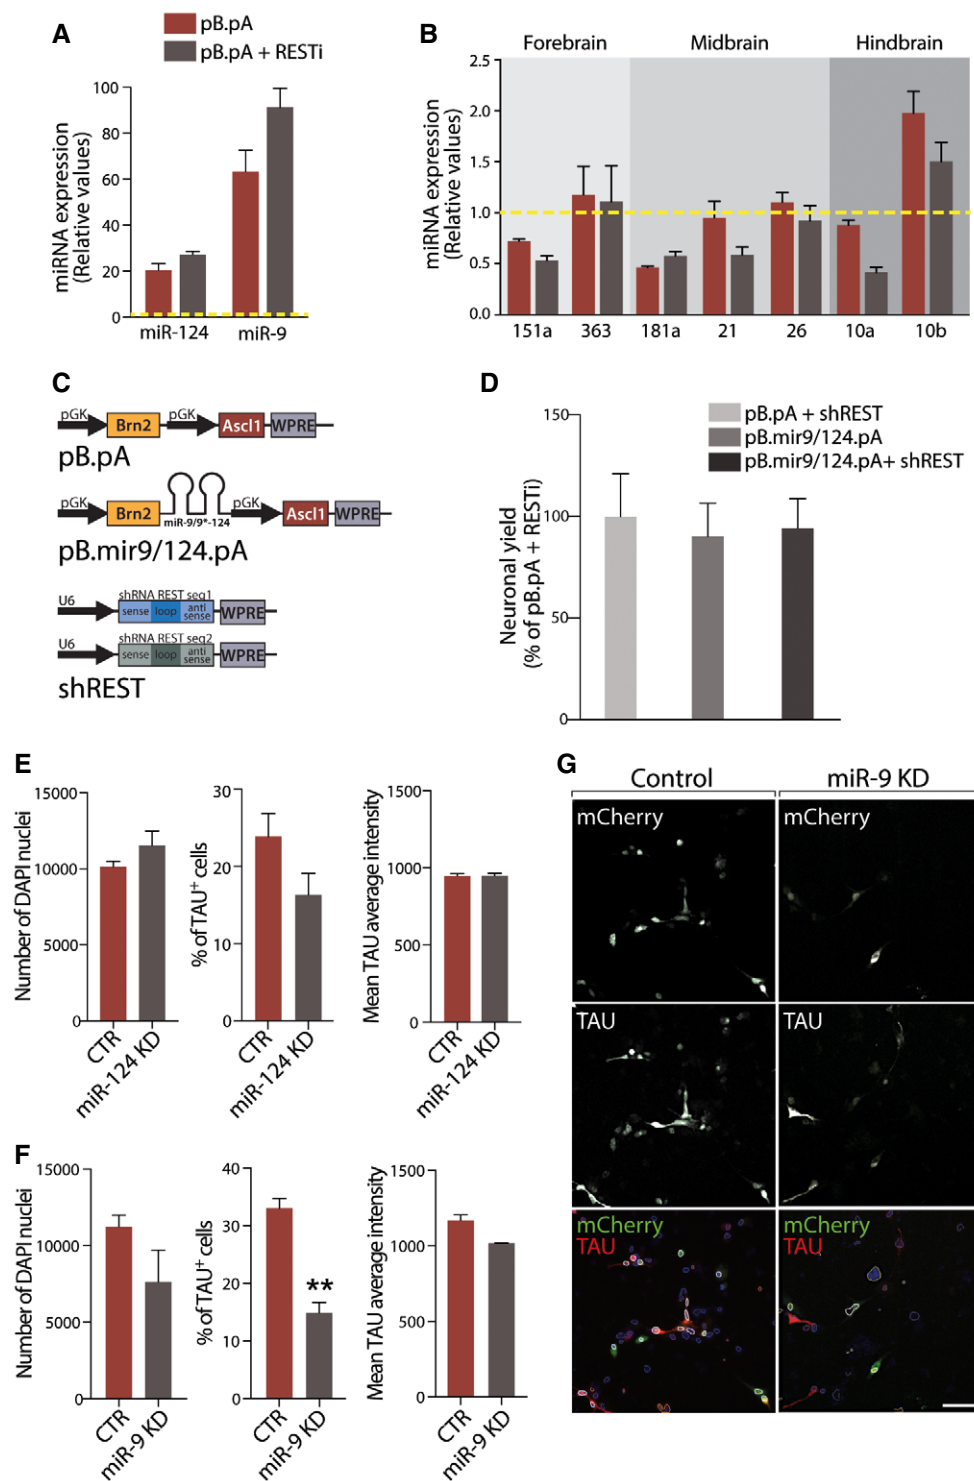 A
pB.pA
pB.pA + RESTi
miRNA expression
(Relative values)
100
80
60
40
20
0
miR-124
miR-9
B
Forebrain
Midbrain
Hindbrain
miRNA expression
(Relative values)
2.5
2.0
1.5
1.0
0.5
0.0
151a
363
181a
21
26
10a
10b
C
pGK
Brn2
pGK
Ascl1
WPRE
pB.pA
pGK
Brn2
miR-9/9*-124
pGK
Ascl1
WPRE
pB.mir9/124.pA
U6
shRNA REST seq1
sense
loop
anti
sense
WPRE
U6
shRNA REST seq2
sense
loop
anti
sense
WPRE
shREST
D
pB.pA + shREST
pB.mir9/124.pA
pB.mir9/124.pA+ shREST
Neuronal yield
(% of pB.pA + RESTi)
150
100
50
0
E
Number of DAPI nuclei
15000
10000
5000
0
CTR
miR-124 KD
% of TAU+ cells
30
20
10
0
CTR
miR-124 KD
Mean TAU average intensity
1500
1000
500
0
CTR
miR-124 KD
F
Number of DAPI nuclei
15000
10000
5000
0
CTR
miR-9 KD
% of TAU+ cells
40
30
20
10
0
**
CTR
miR-9 KD
Mean TAU average intensity
1500
1000
500
0
CTR
miR-9 KD
G
Control
miR-9 KD
mCherry
mCherry
TAU
TAU
mCherry
TAU
mCherry
TAU